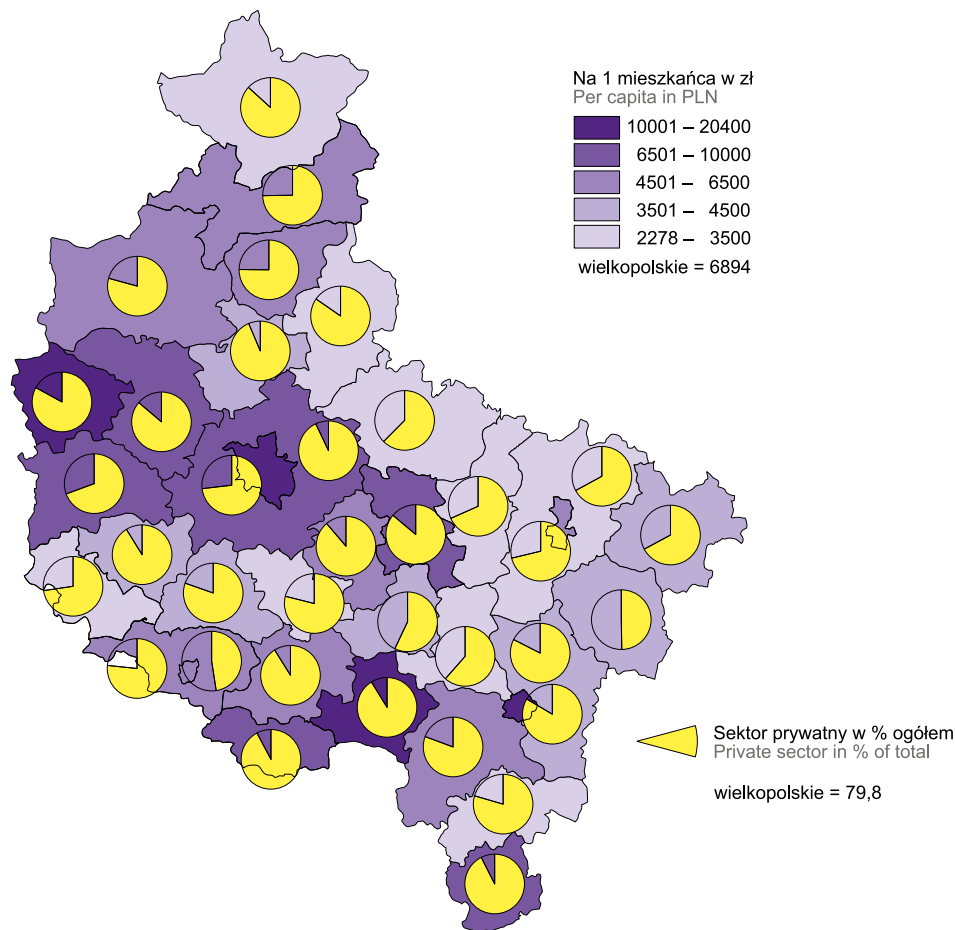 Na 1 mieszkańca w zł
Per capita in PLN
10001 – 20400
6501 – 10000
4501 – 6500
3501 – 4500
2278 – 3500
wielkopolskie = 6894
Sektor prywatny w % ogółem
Private sector in % of total
wielkopolskie = 79,8